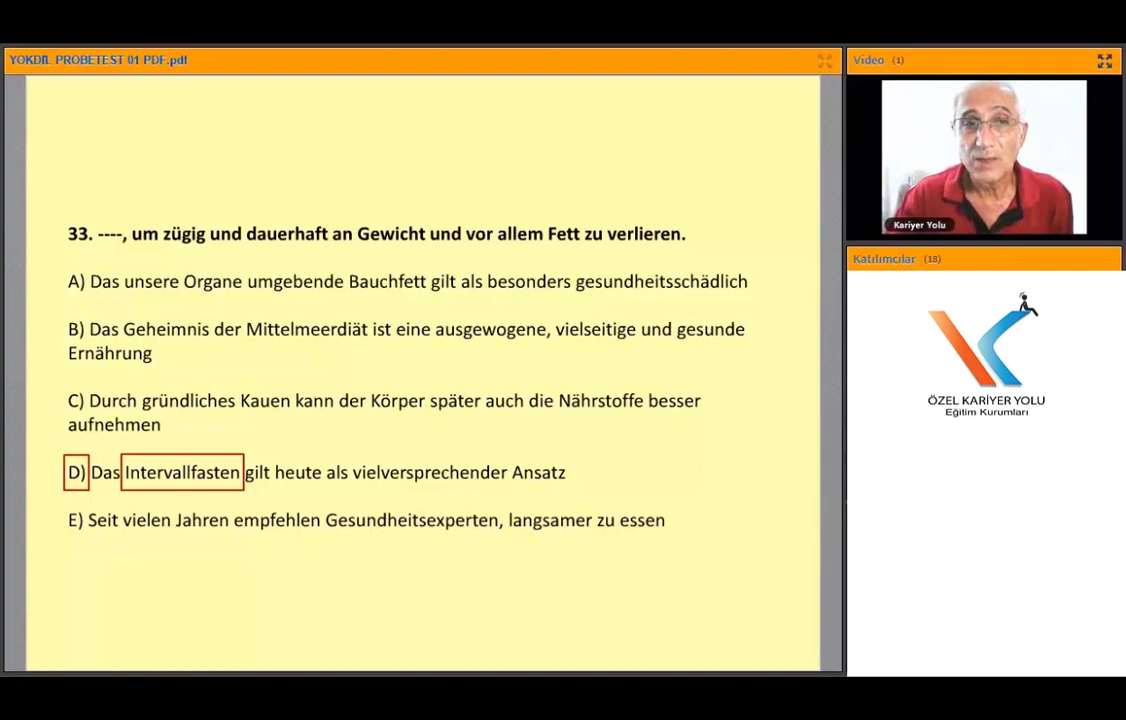 YOKDİL PROBETEST 01 PDF.pdf
33. ----, um zügig und dauerhaft an Gewicht und vor allem Fett zu verlieren.
A) Das unsere Organe umgebende Bauchfett gilt als besonders gesundheitsschädlich
B) Das Geheimnis der Mittelmeerdiät ist eine ausgewogene, vielseitige und gesunde
Ernährung
C) Durch gründliches Kauen kann der Körper später auch die Nährstoffe besser
aufnehmen
D) Das Intervallfasten gilt heute als vielversprechender Ansatz
E) Seit vielen Jahren empfehlen Gesundheitsexperten, langsamer zu essen
Video (1)
Kariyer Yolu
Katılımcılar (18)
ÖZEL KARİYER YOLU
Eğitim Kurumları